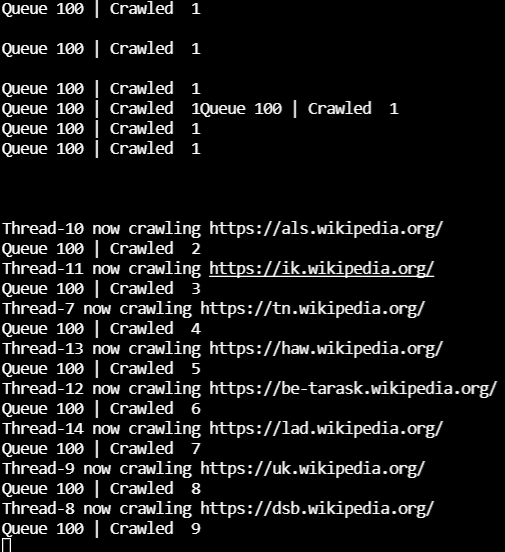 Queue 100 | Crawled  1
Queue 100 | Crawled  1
Queue 100 | Crawled  1
Queue 100 | Crawled  1Queue 100 | Crawled  1
Queue 100 | Crawled  1
Queue 100 | Crawled  1
Thread-10 now crawling https://als.wikipedia.org/
Queue 100 | Crawled  2
Thread-11 now crawling https://ik.wikipedia.org/
Queue 100 | Crawled  3
Thread-7 now crawling https://tn.wikipedia.org/
Queue 100 | Crawled  4
Thread-13 now crawling https://haw.wikipedia.org/
Queue 100 | Crawled  5
Thread-12 now crawling https://be-tarask.wikipedia.org/
Queue 100 | Crawled  6
Thread-14 now crawling https://lad.wikipedia.org/
Queue 100 | Crawled  7
Thread-9 now crawling https://uk.wikipedia.org/
Queue 100 | Crawled  8
Thread-8 now crawling https://dsb.wikipedia.org/
Queue 100 | Crawled  9